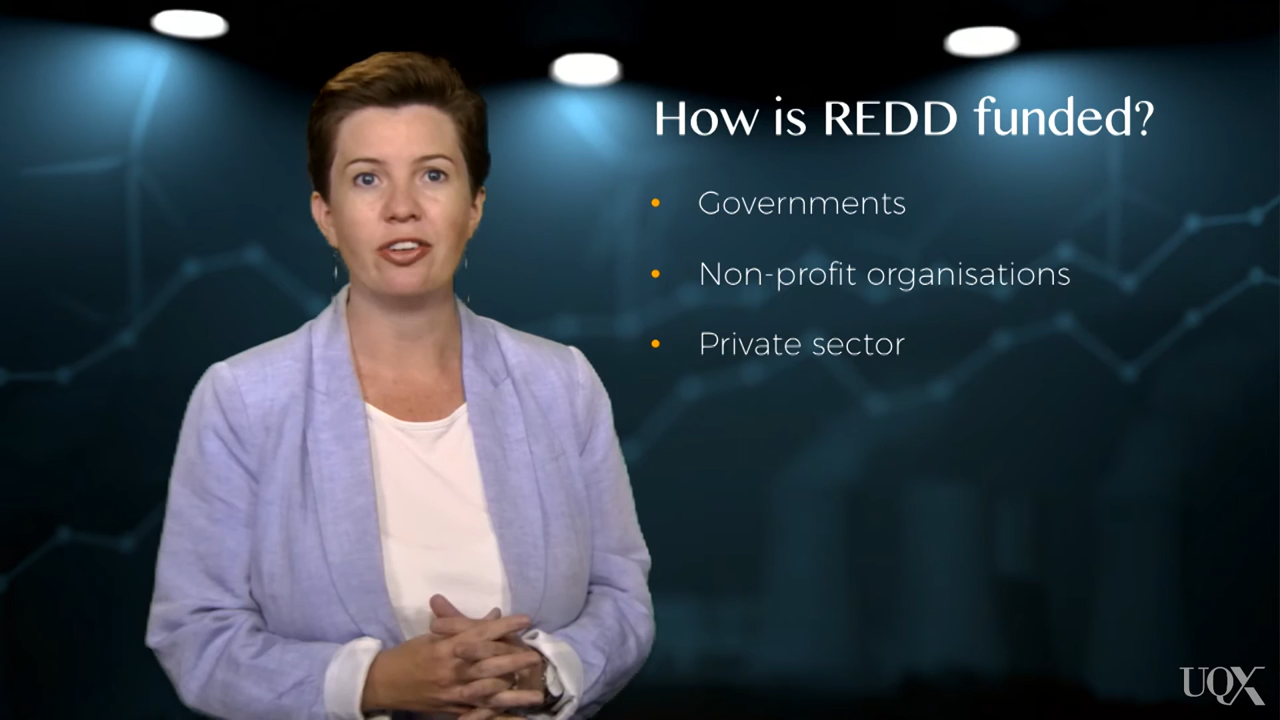 How is REDD funded?
Governments
Non-profit organisations
Private sector
UQX